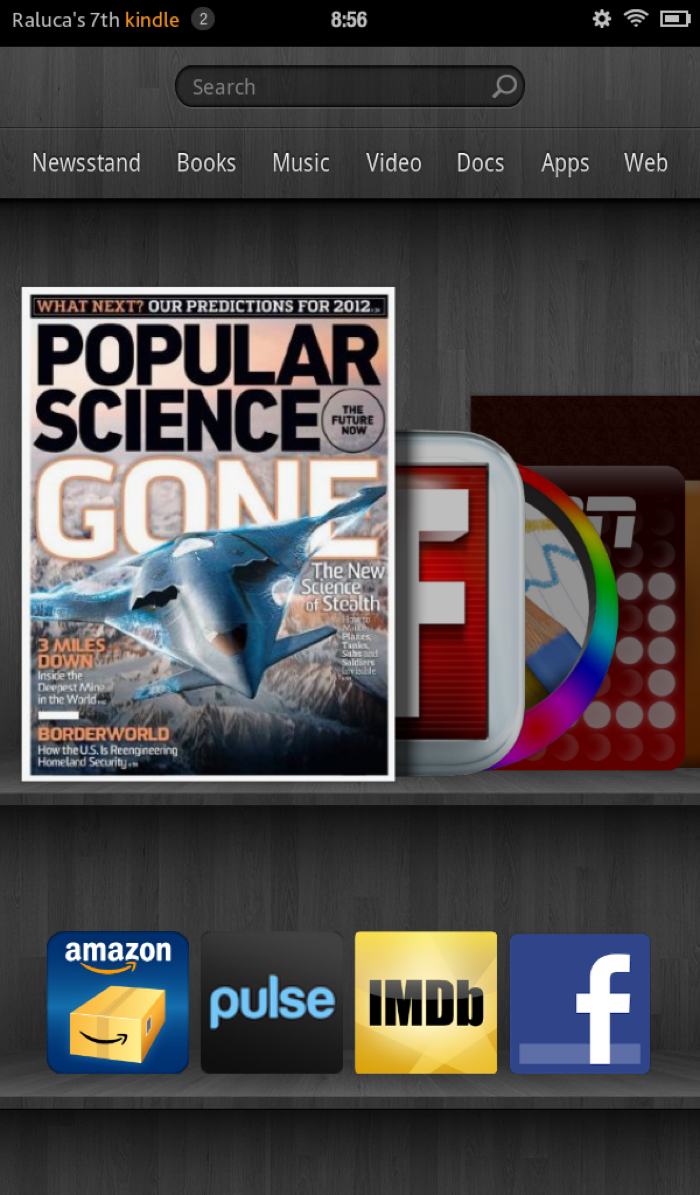 Raluca's 7th kindle 2
8:56
Search
Newsstand Books Music Video Docs Apps Web
WHAT NEXT? OUR PREDICTIONS FOR 2012
POPULAR
SCIENCE
THE
FUTURE
NOW
GONE
The New
Science
of Stealth
How to
Make
Planes,
Tanks,
Subs and
Soldiers
Invisible
3 MILES
DOWN
Inside the
Deepest Mine
in the World
BORDERWORLD
How the U.S. Is Reengineering
Homeland Security
F
amazon
pulse
IMDb
f